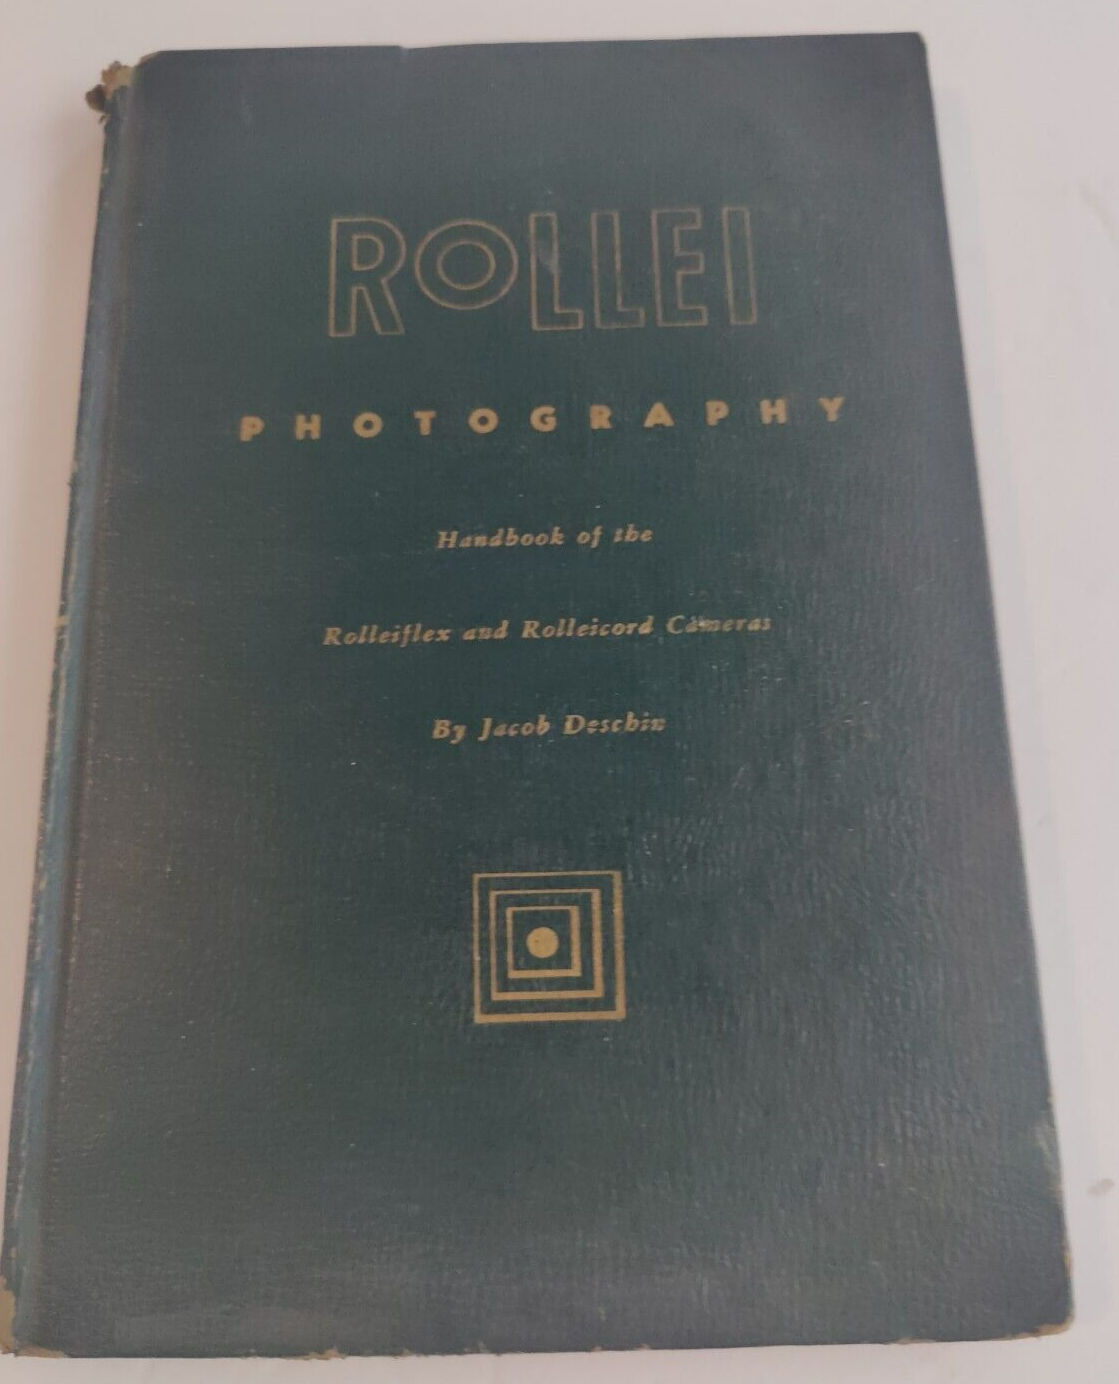 ROLLEI
PHOTOGRAPHY
Handbook of the
Rolleiflex and Rolleicord Cameras
By Jacob Deschin